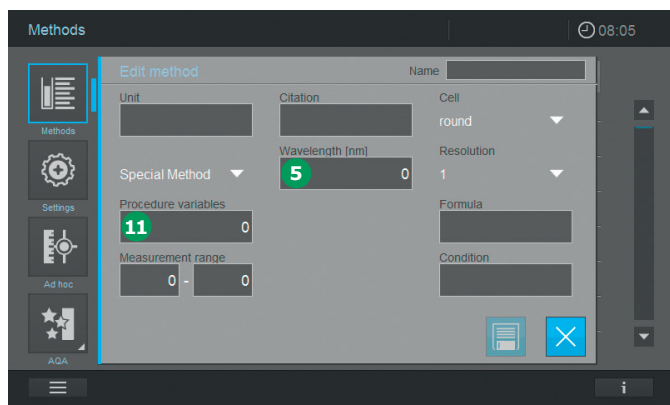 Methods 08:05
Edit method Name
Unit Citation Cell
round
Wavelength [nm] Resolution
Special Method 5 0 1
Procedure variables Formula
11 0
Measurement range Condition
0 - 0
Methods
Settings
Ad hoc
AQA
i